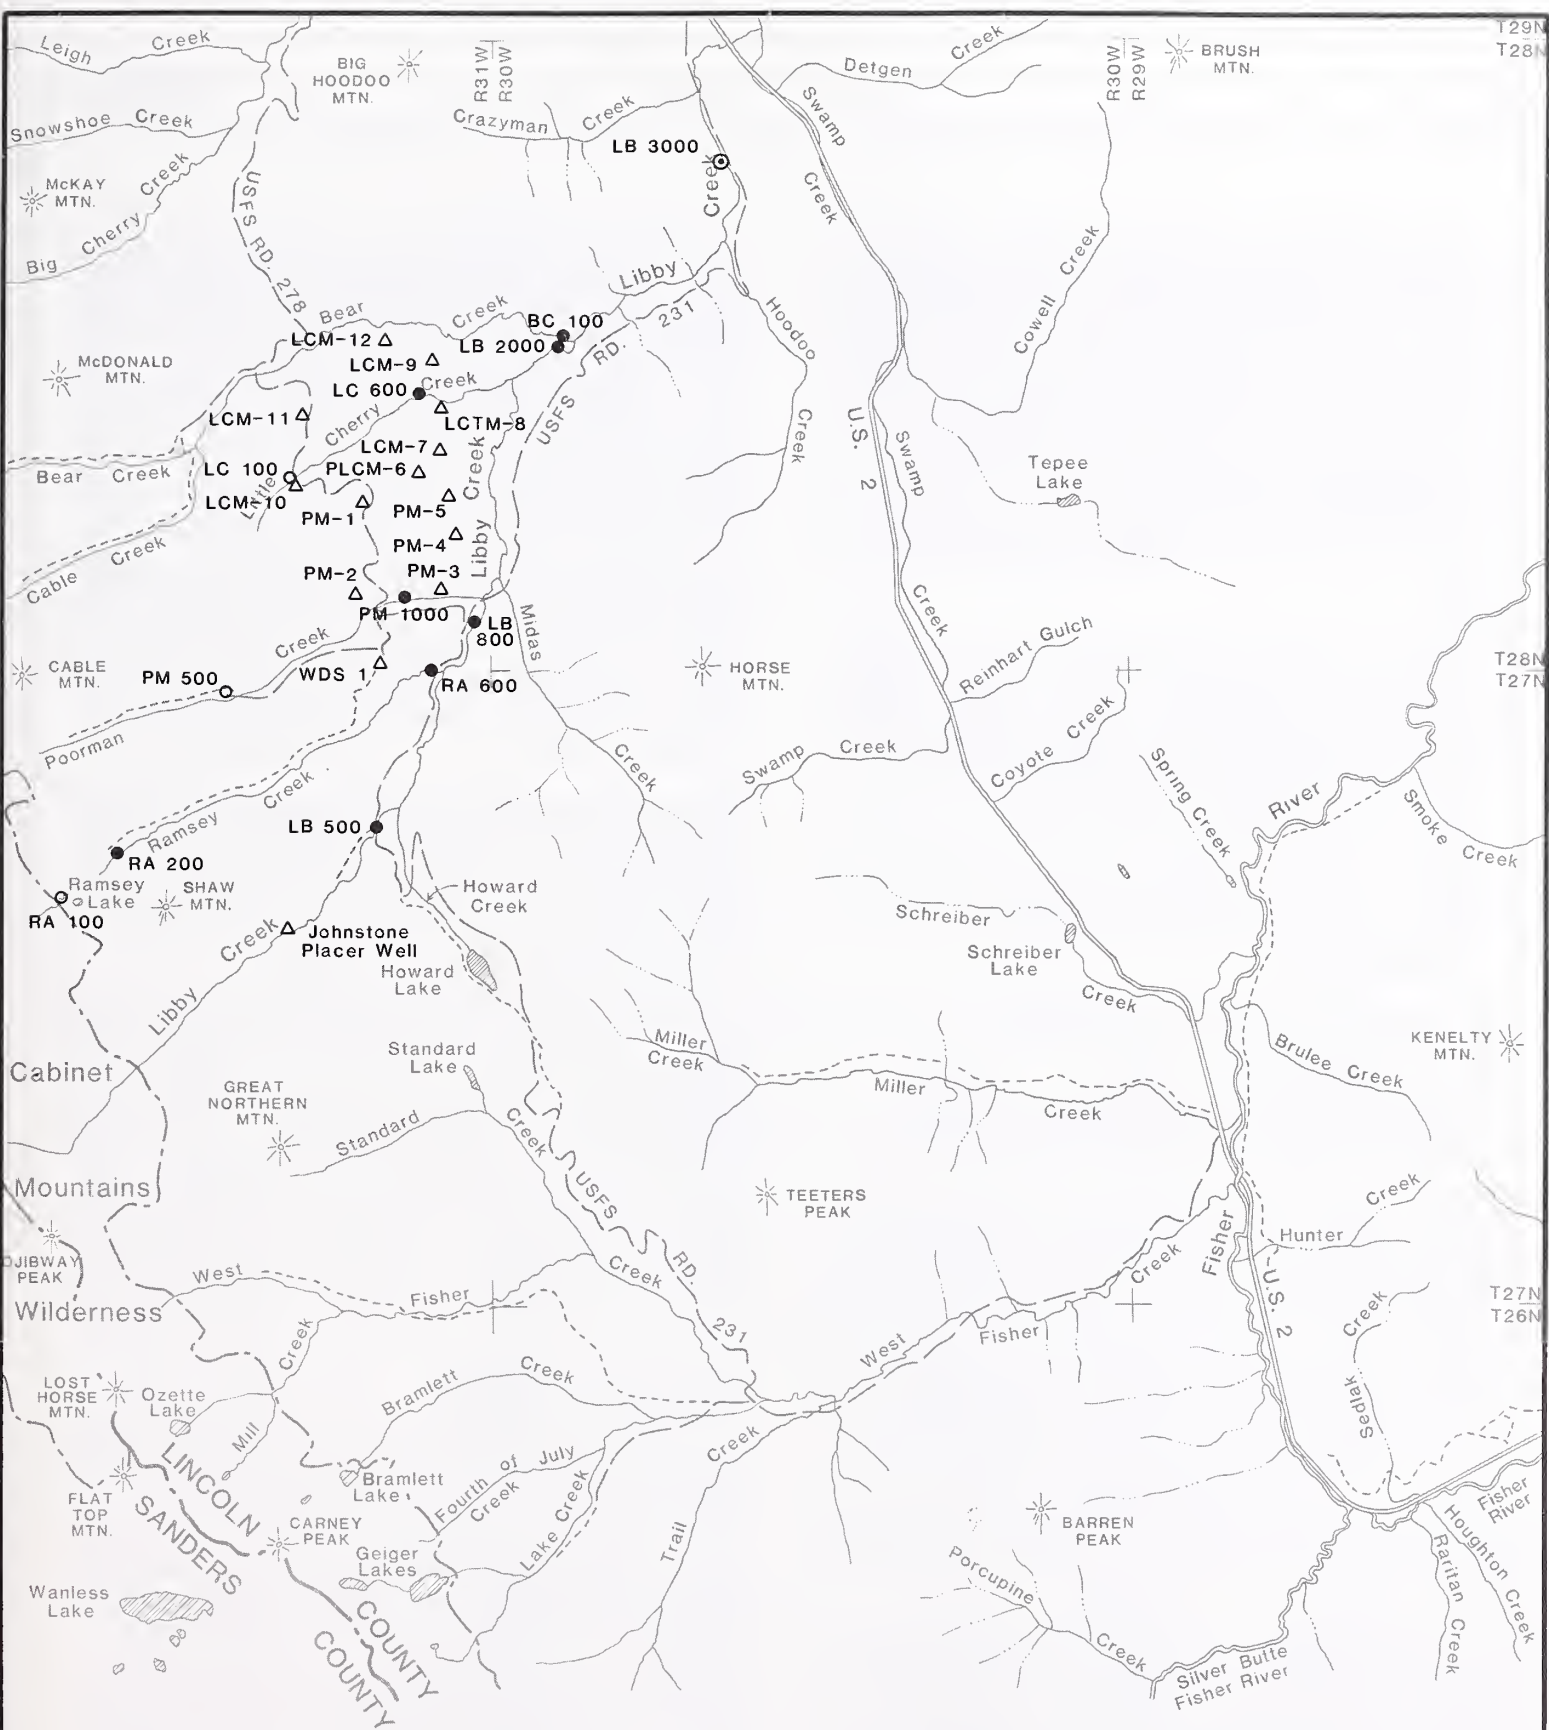 T29N
T28N
Leigh Creek
BIG
HOODOO
MTN.
R31W
R30W
Detgen Creek
R30W
R29W
BRUSH
MTN.
Snowshoe Creek
Crazyman Creek
Swamp
Creek
LB 3000
McKAY
MTN.
Big Cherry Creek
USFS RD. 278
Creek
Libby
Cowell Creek
Bear Creek
BC 100
LB 2000
231
RD.
USFS
Hoodoo
Creek
LCM-12
LCM-9
McDONALD
MTN.
LC 600
Creek
Cherry
Little
LCM-11
LCTM-8
LCM-7
U.S.
2
Swamp
Creek
Tepee
Lake
Bear Creek
LC 100
PLCM-6
Libby Creek
LCM-10
PM-1
PM-5
PM-4
Cable Creek
PM-2
PM-3
PM 1000
Midas
Creek
LB
800
Reinhart Gulch
Creek
Poorman
CABLE
MTN.
PM 500
WDS 1
RA 600
HORSE
MTN.
T28N
T27N
Coyote Creek
Swamp Creek
Spring Creek
River
Smoke Creek
Ramsey Creek
LB 500
RA 200
Ramsey
Lake
SHAW
MTN.
RA 100
Howard
Creek
Schreiber
Creek
Schreiber
Lake
Johnstone
Placer Well
Howard
Lake
Libby Creek
Miller
Creek
Miller
Creek
Brulee Creek
KENELTY
MTN.
Standard
Lake
Cabinet
GREAT
NORTHERN
MTN.
Standard
Creek
Mountains
USFS
RD.
231
TEETERS
PEAK
Fisher
Hunter
Creek
U.S.
2
OJIBWAY
PEAK
West
Fisher
Creek
Wilderness
T27N
T26N
West
Fisher
Creek
Sedlak
Creek
LOST
HORSE
MTN.
Ozette
Lake
Mill
Creek
Bramlett
Creek
LINCOLN
SANDERS
Bramlett
Lake
Fourth of July
Creek
Lake Creek
Trail
Creek
FLAT
TOP
MTN.
CARNEY
PEAK
Geiger
Lakes
BARREN
PEAK
Fisher
River
Houghton Creek
Raritan Creek
Wanless
Lake
COUNTY
COUNTY
Porcupine
Creek
Silver Butte
Fisher River